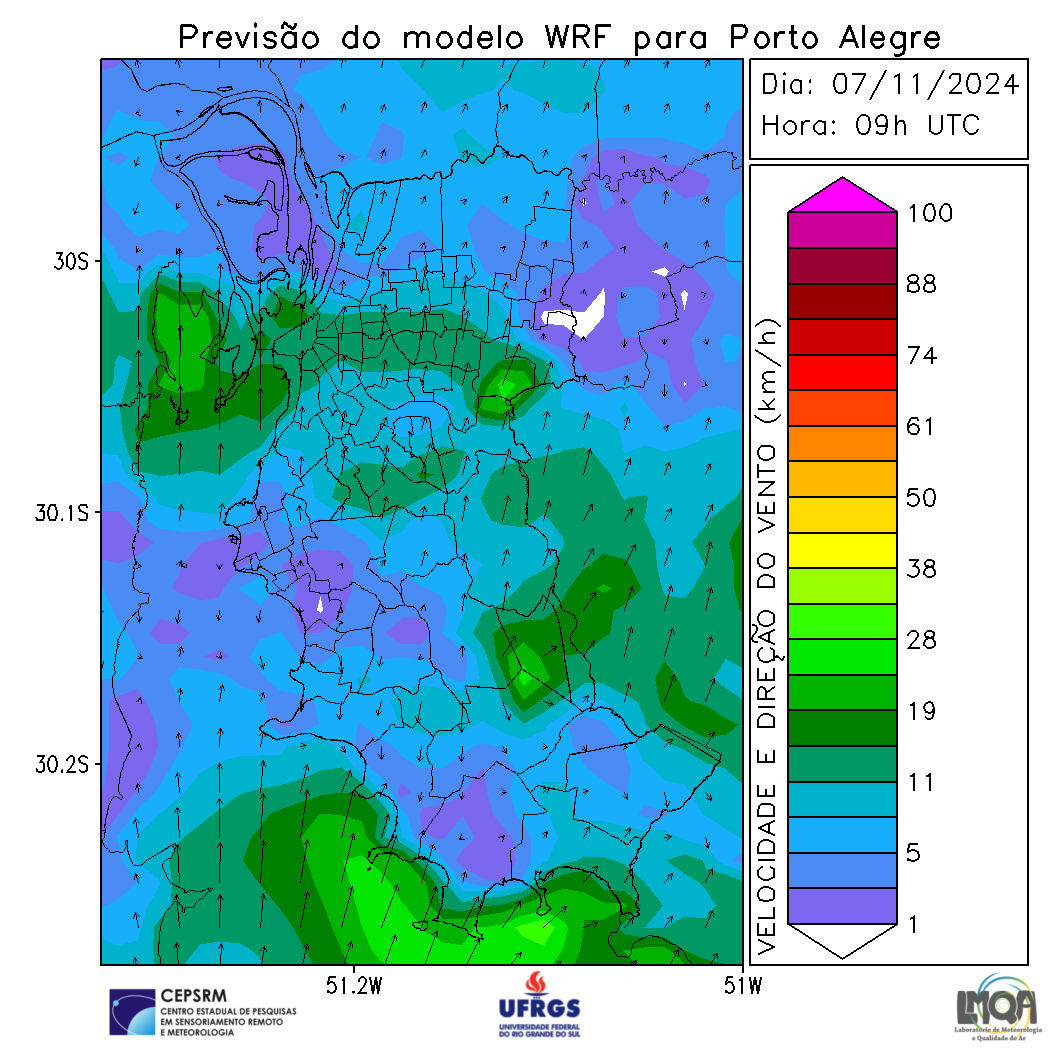 Previsão do modelo WRF para Porto Alegre
Dia: 07/11/2024
Hora: 09h UTC
30S
30.1S
30.2S
51.2W
51W
VELOCIDADE E DIREÇÃO DO VENTO (km/h)
100
88
74
61
50
38
28
19
11
5
1
CEPSRM
CENTRO ESTADUAL DE PESQUISAS
EM SENSORIAMENTO REMOTO
E METEOROLOGIA
UFRGS
UNIVERSIDADE FEDERAL
DO RIO GRANDE DO SUL
LMQA
Laboratório de Meteorologia
e Qualidade do Ar